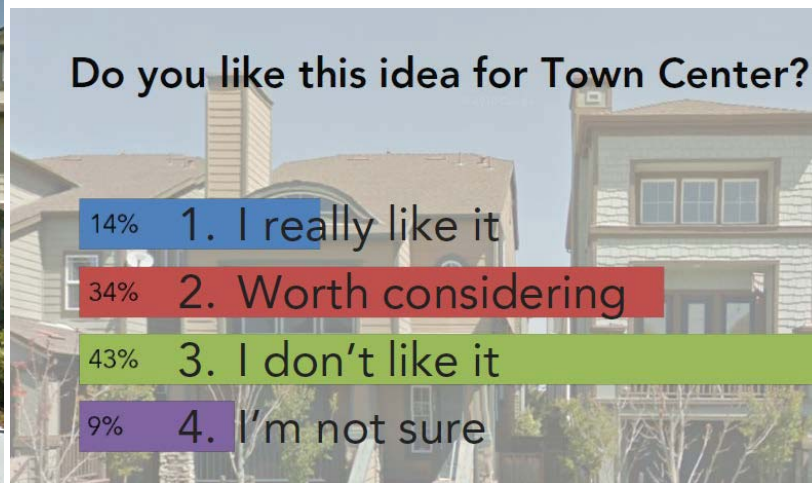 Do you like this idea for Town Center?
14% 1. I really like it
34% 2. Worth considering
43% 3. I don't like it
9% 4. I'm not sure